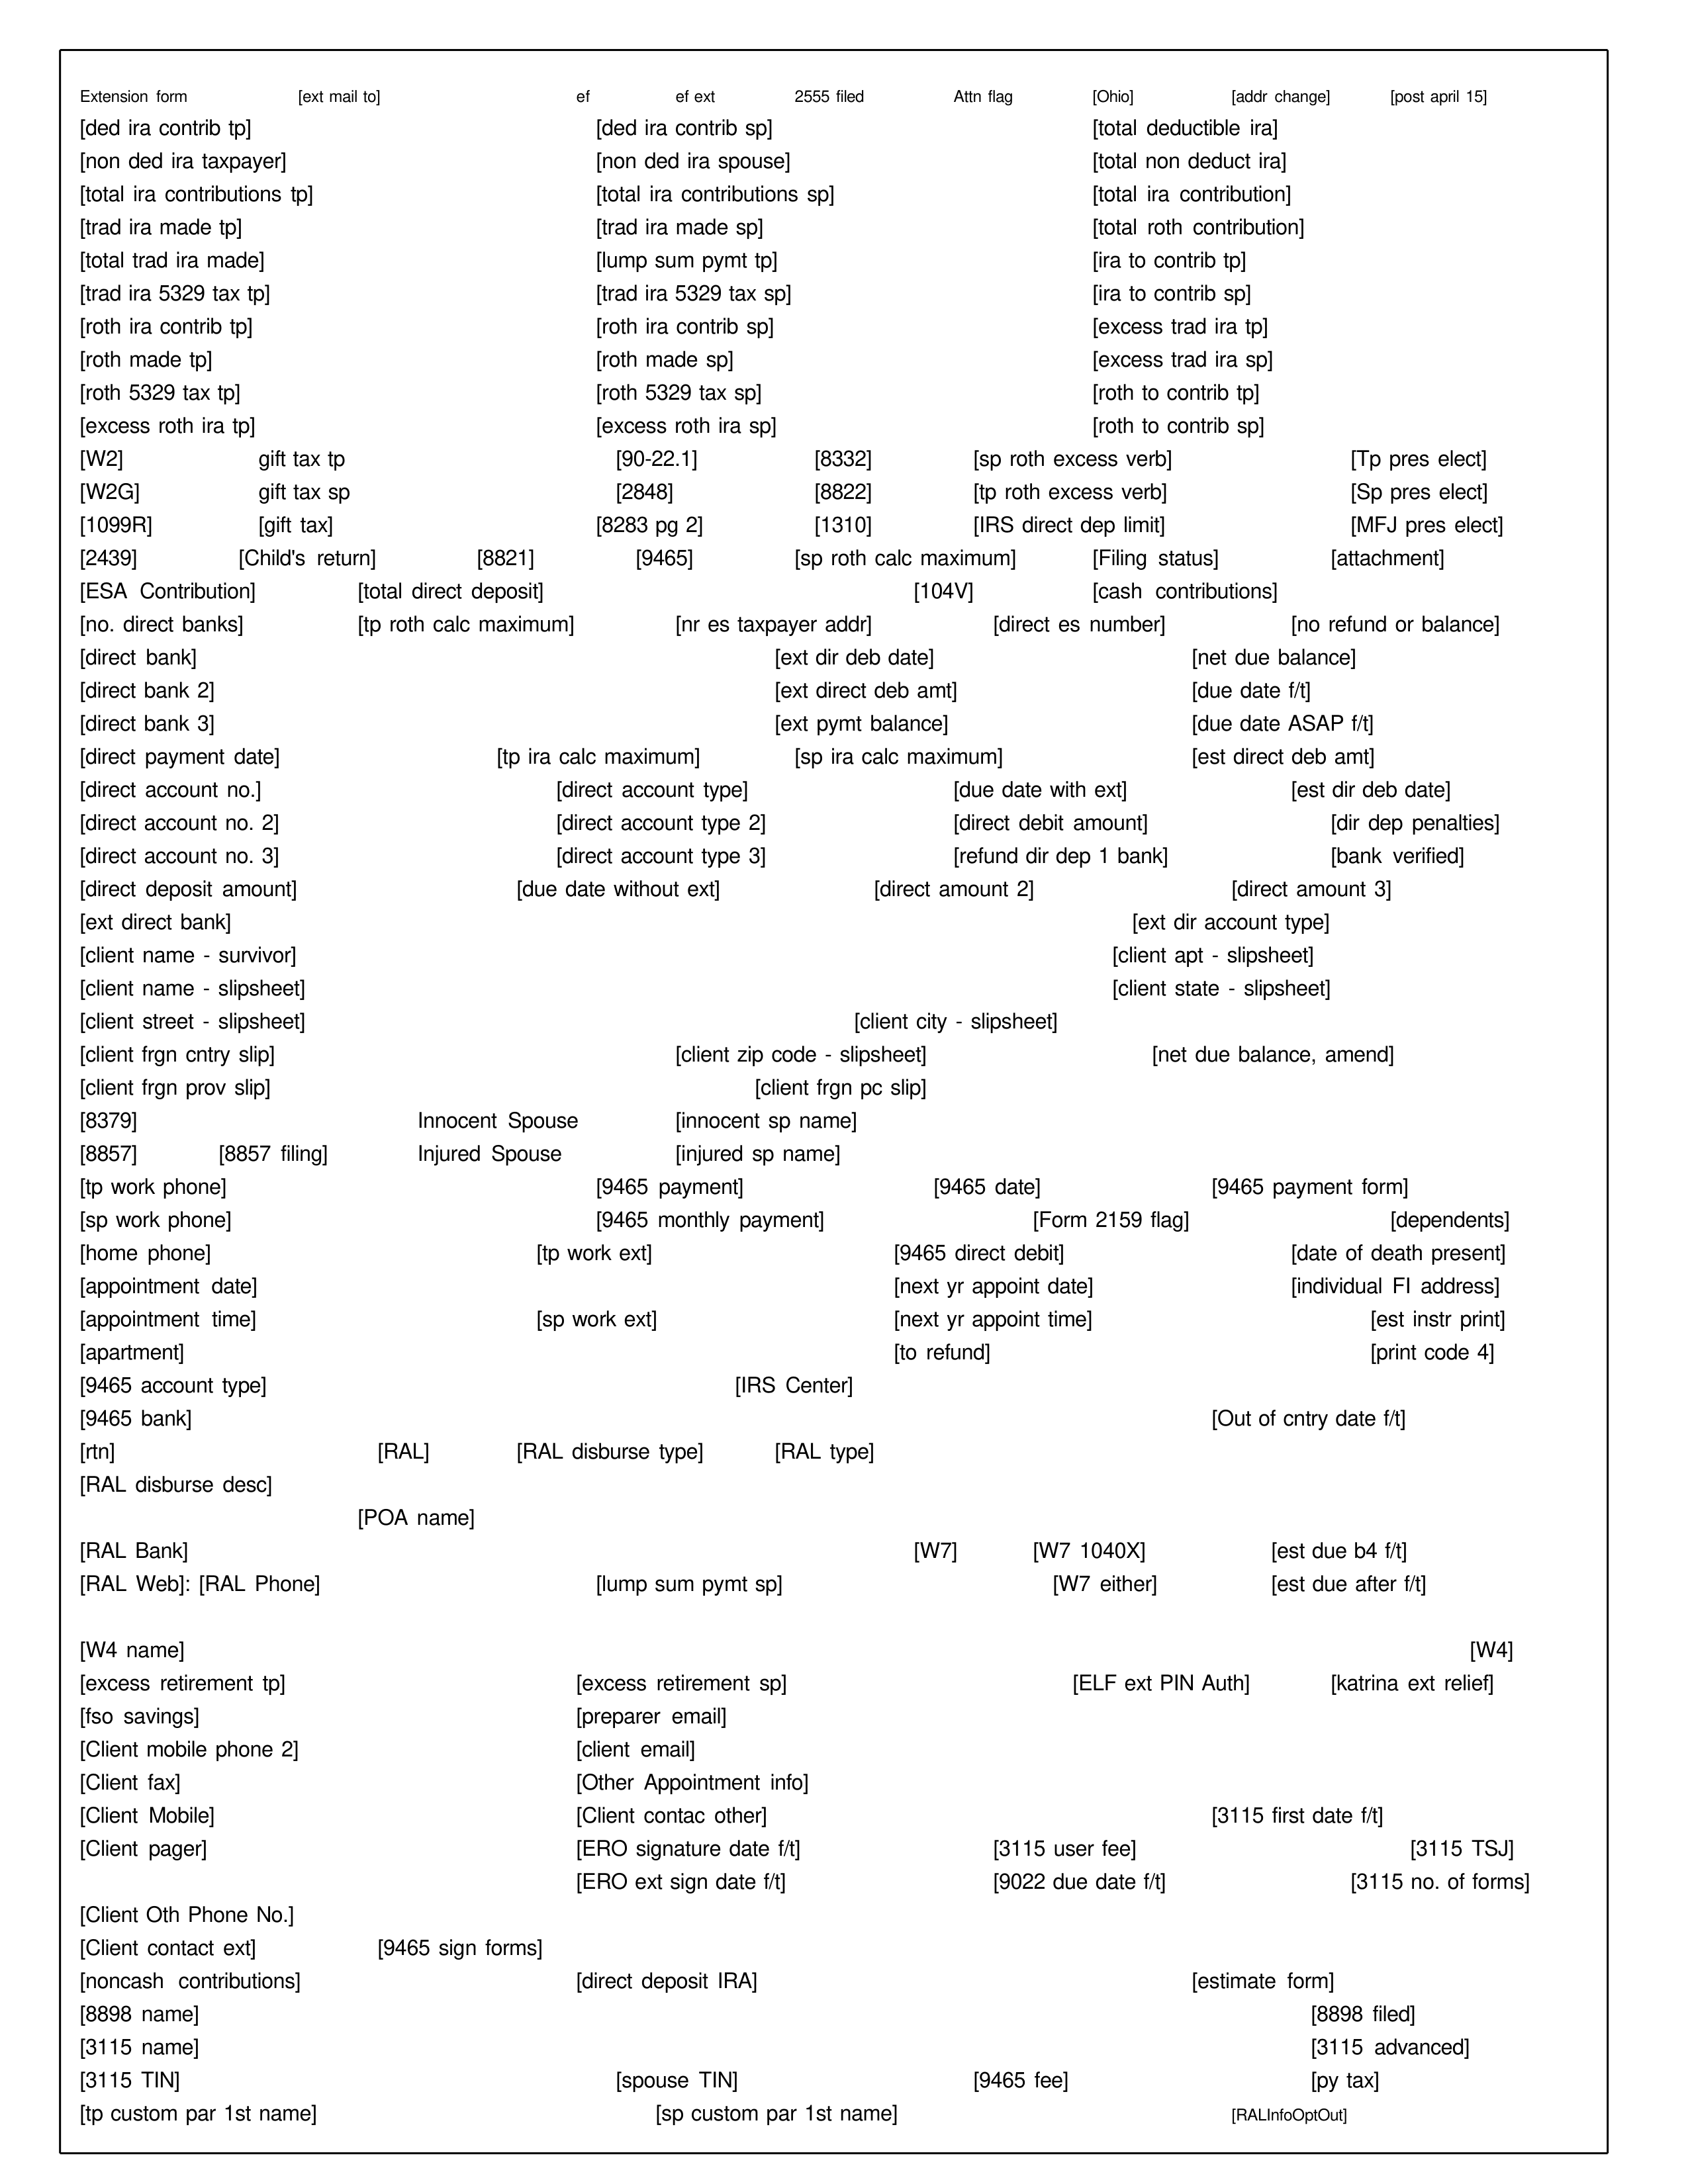 Extension form [ext mail to] ef ef ext 2555 filed Attn flag [Ohio] [addr change] [post april 15]
[ded ira contrib tp] [ded ira contrib sp] [total deductible ira]
[non ded ira taxpayer] [non ded ira spouse] [total non deduct ira]
[total ira contributions tp] [total ira contributions sp] [total ira contribution]
[trad ira made tp] [trad ira made sp] [total roth contribution]
[total trad ira made] [lump sum pymt tp] [ira to contrib tp]
[trad ira 5329 tax tp] [trad ira 5329 tax sp] [ira to contrib sp]
[roth ira contrib tp] [roth ira contrib sp] [excess trad ira tp]
[roth made tp] [roth made sp] [excess trad ira sp]
[roth 5329 tax tp] [roth 5329 tax sp] [roth to contrib tp]
[excess roth ira tp] [excess roth ira sp] [roth to contrib sp]
[W2] gift tax tp [90-22.1] [8332] [sp roth excess verb] [Tp pres elect]
[W2G] gift tax sp [2848] [8822] [tp roth excess verb] [Sp pres elect]
[1099R] [gift tax] [8283 pg 2] [1310] [IRS direct dep limit] [MFJ pres elect]
[2439] [Child's return] [8821] [9465] [sp roth calc maximum] [Filing status] [attachment]
[ESA Contribution] [total direct deposit] [104V] [cash contributions]
[no. direct banks] [tp roth calc maximum] [nr es taxpayer addr] [direct es number] [no refund or balance]
[direct bank] [ext dir deb date] [net due balance]
[direct bank 2] [ext direct deb amt] [due date f/t]
[direct bank 3] [ext pymt balance] [due date ASAP f/t]
[direct payment date] [tp ira calc maximum] [sp ira calc maximum] [est direct deb amt]
[direct account no.] [direct account type] [due date with ext] [est dir deb date]
[direct account no. 2] [direct account type 2] [direct debit amount] [dir dep penalties]
[direct account no. 3] [direct account type 3] [refund dir dep 1 bank] [bank verified]
[direct deposit amount] [due date without ext] [direct amount 2] [direct amount 3]
[ext direct bank] [ext dir account type]
[client name - survivor] [client apt - slipsheet]
[client name - slipsheet] [client state - slipsheet]
[client street - slipsheet] [client city - slipsheet]
[client frgn cntry slip] [client zip code - slipsheet] [net due balance, amend]
[client frgn prov slip] [client frgn pc slip]
[8379] Innocent Spouse [innocent sp name]
[8857] [8857 filing] Injured Spouse [injured sp name]
[tp work phone] [9465 payment] [9465 date] [9465 payment form]
[sp work phone] [9465 monthly payment] [Form 2159 flag] [dependents]
[home phone] [tp work ext] [9465 direct debit] [date of death present]
[appointment date] [next yr appoint date] [individual FI address]
[appointment time] [sp work ext] [next yr appoint time] [est instr print]
[apartment] [to refund] [print code 4]
[9465 account type] [IRS Center]
[9465 bank] [Out of cntry date f/t]
[rtn] [RAL] [RAL disburse type] [RAL type]
[RAL disburse desc]
[POA name]
[RAL Bank] [W7] [W7 1040X] [est due b4 f/t]
[RAL Web]: [RAL Phone] [lump sum pymt sp] [W7 either] [est due after f/t]
[W4 name] [W4]
[excess retirement tp] [excess retirement sp] [ELF ext PIN Auth] [katrina ext relief]
[fso savings] [preparer email]
[Client mobile phone 2] [client email]
[Client fax] [Other Appointment info]
[Client Mobile] [Client contac other] [3115 first date f/t]
[Client pager] [ERO signature date f/t] [3115 user fee] [3115 TSJ]
[ERO ext sign date f/t] [9022 due date f/t] [3115 no. of forms]
[Client Oth Phone No.]
[Client contact ext] [9465 sign forms]
[noncash contributions] [direct deposit IRA] [estimate form]
[8898 name] [8898 filed]
[3115 name] [3115 advanced]
[3115 TIN] [spouse TIN] [9465 fee] [py tax]
[tp custom par 1st name] [sp custom par 1st name] [RALInfoOptOut]